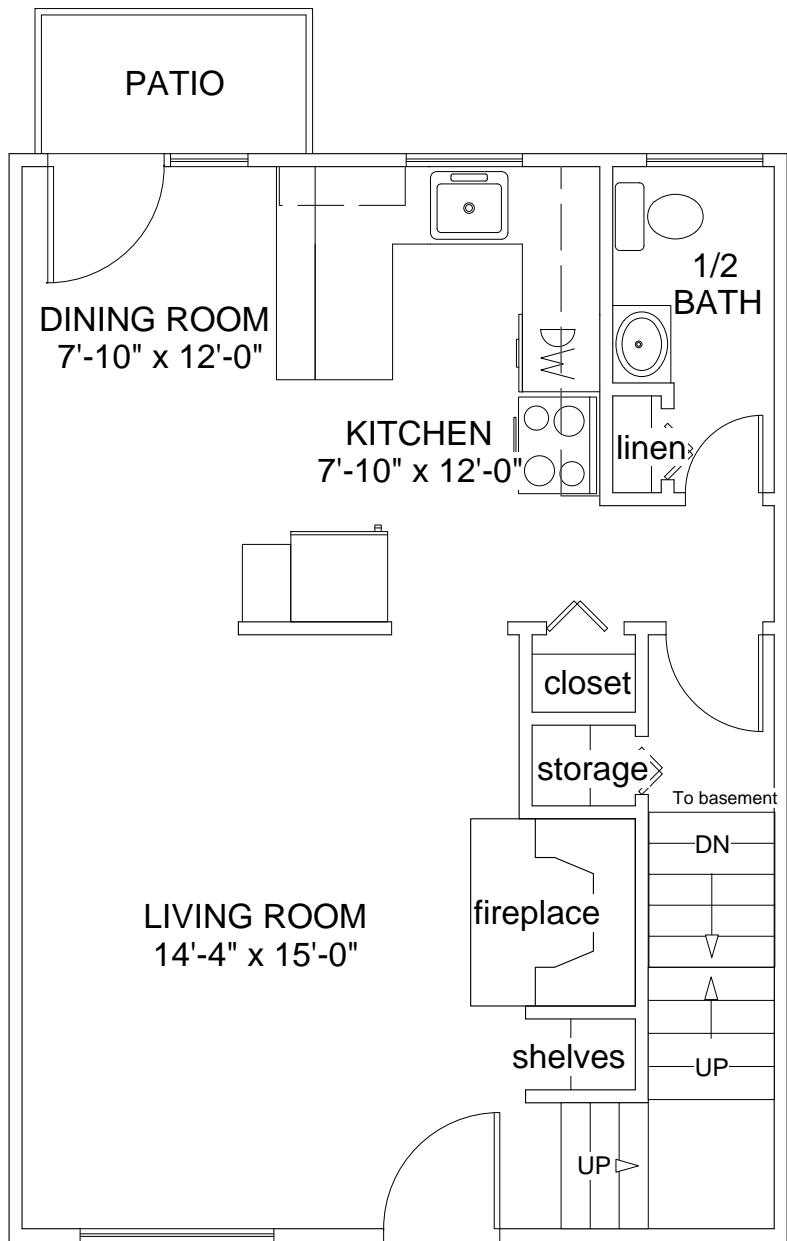 PATIO
1/2
BATH
DINING ROOM
7'-10" x 12'-0"
DW
KITCHEN
7'-10" x 12'-0"
linen
closet
storage
To basement
DN
fireplace
LIVING ROOM
14'-4" x 15'-0"
shelves
UP
UP